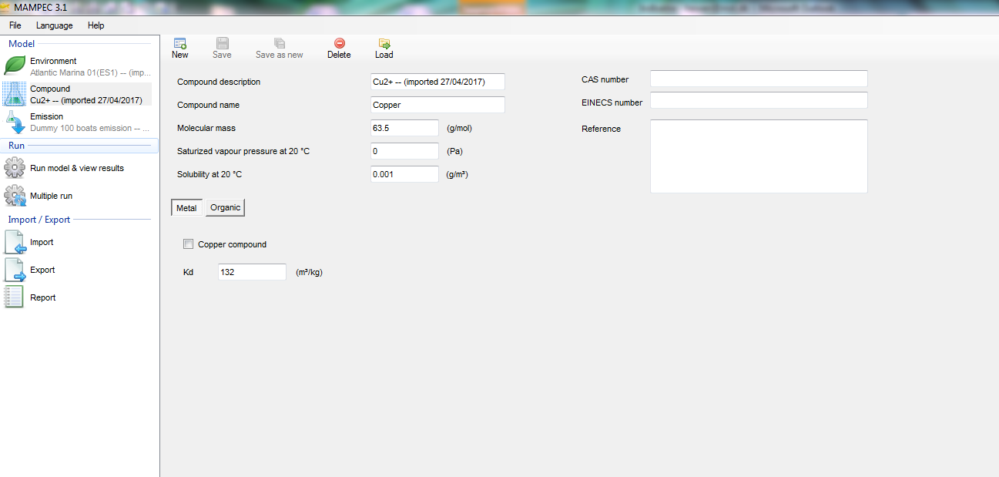 MAMPEC 3.1
File Language Help
Model
Environment
Atlantic Marina 01(ES1) -- (imp...
Compound
Cu2+ -- (imported 27/04/2017)
Emission
Dummy 100 boats emission -- ...
Run
Run model & view results
Multiple run
Import / Export
Import
Export
Report
New Save Save as new Delete Load
Compound description Cu2+ -- (imported 27/04/2017)
Compound name Copper
Molecular mass 63.5 (g/mol)
Saturized vapour pressure at 20 °C 0 (Pa)
Solubility at 20 °C 0.001 (g/m³)
CAS number
EINECS number
Reference
Metal Organic
Copper compound
Kd 132 (m³/kg)